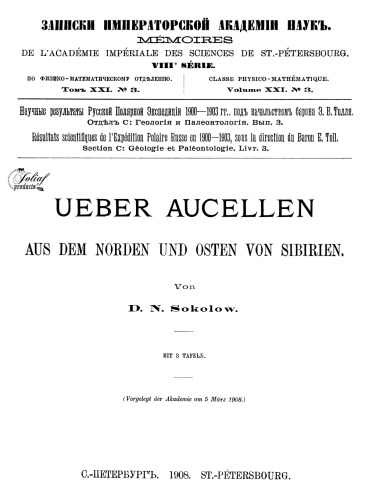 ЗАПИСКИ ИМПЕРАТОРСКОЙ АКАДЕМІИ НАУКЪ.
MÉMOIRES
DE L'ACADÉMIE IMPÉRIALE DES SCIENCES DE ST.-PÉTERSBOURG.
VIIIᵉ SÉRIE.
ПО ФИЗИКО-МАТЕМАТИЧЕСКОМУ ОТДѢЛЕНІЮ.
CLASSE PHYSICO-MATHÉMATIQUE.
Томъ XXI. № 3.
Volume XXI. № 3.
Научные результаты Русской Полярной Экспедиціи 1900—1903 гг., подъ начальствомъ барона Э. В. Толля.
Отдѣлъ C: Геологія и Палеонтологія. Вып. 3.
Résultats scientifiques de l'Expédition Polaire Russe en 1900—1903, sous la direction du Baron E. Toll.
Section C: Géologie et Paléontologie. Livr. 3.
Foliaf
products
UEBER AUCELLEN
AUS DEM NORDEN UND OSTEN VON SIBIRIEN.
Von
D. N. Sokolow.
MIT 3 TAFELN.
(Vorgelegt der Akademie am 5 März 1908.)
С.-ПЕТЕРБУРГЪ. 1908. ST.-PÉTERSBOURG.